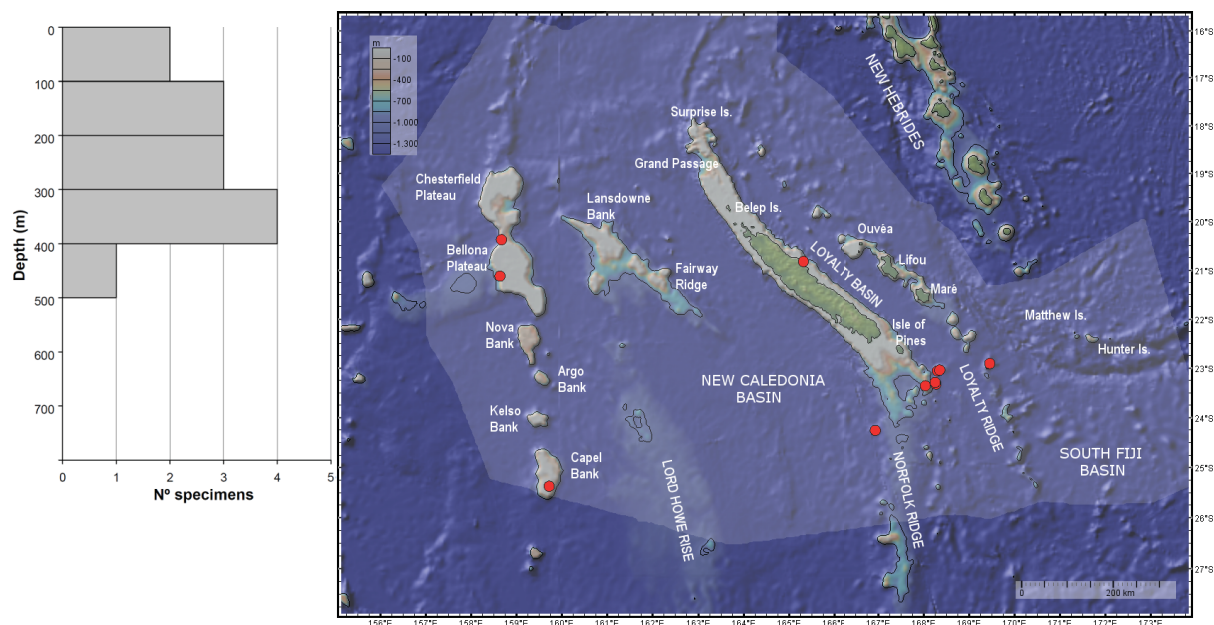 0
100
200
300
400
500
600
700
Depth (m)
0
1
2
3
4
5
Nº specimens
m
-100
-400
-700
-1.000
-1.300
Surprise Is.
Grand Passage
Chesterfield
Plateau
Lansdowne
Bank
Belep Is.
Bellona
Plateau
Fairway
Ridge
Nova
Bank
Argo
Bank
Kelso
Bank
Capel
Bank
NEW CALEDONIA
BASIN
LORD HOWE RISE
NEW HEBRIDES
Ouvéa
Lifou
Maré
LOYALTY BASIN
Isle of
Pines
Matthew Is.
Hunter Is.
LOYALTY RIDGE
NORFOLK RIDGE
SOUTH FIJI
BASIN
0
200 km
16°S
17°S
18°S
19°S
20°S
21°S
22°S
23°S
24°S
25°S
26°S
27°S
156°E
157°E
158°E
159°E
160°E
161°E
162°E
163°E
164°E
165°E
166°E
167°E
168°E
169°E
170°E
171°E
172°E
173°E